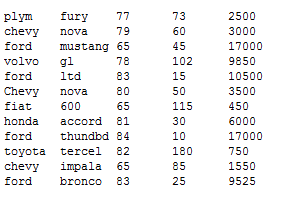 plym fury 77 73 2500
chevy nova 79 60 3000
ford mustang 65 45 17000
volvo gl 78 102 9850
ford ltd 83 15 10500
Chevy nova 80 50 3500
fiat 600 65 115 450
honda accord 81 30 6000
ford thundbd 84 10 17000
toyota tercel 82 180 750
chevy impala 65 85 1550
ford bronco 83 25 9525